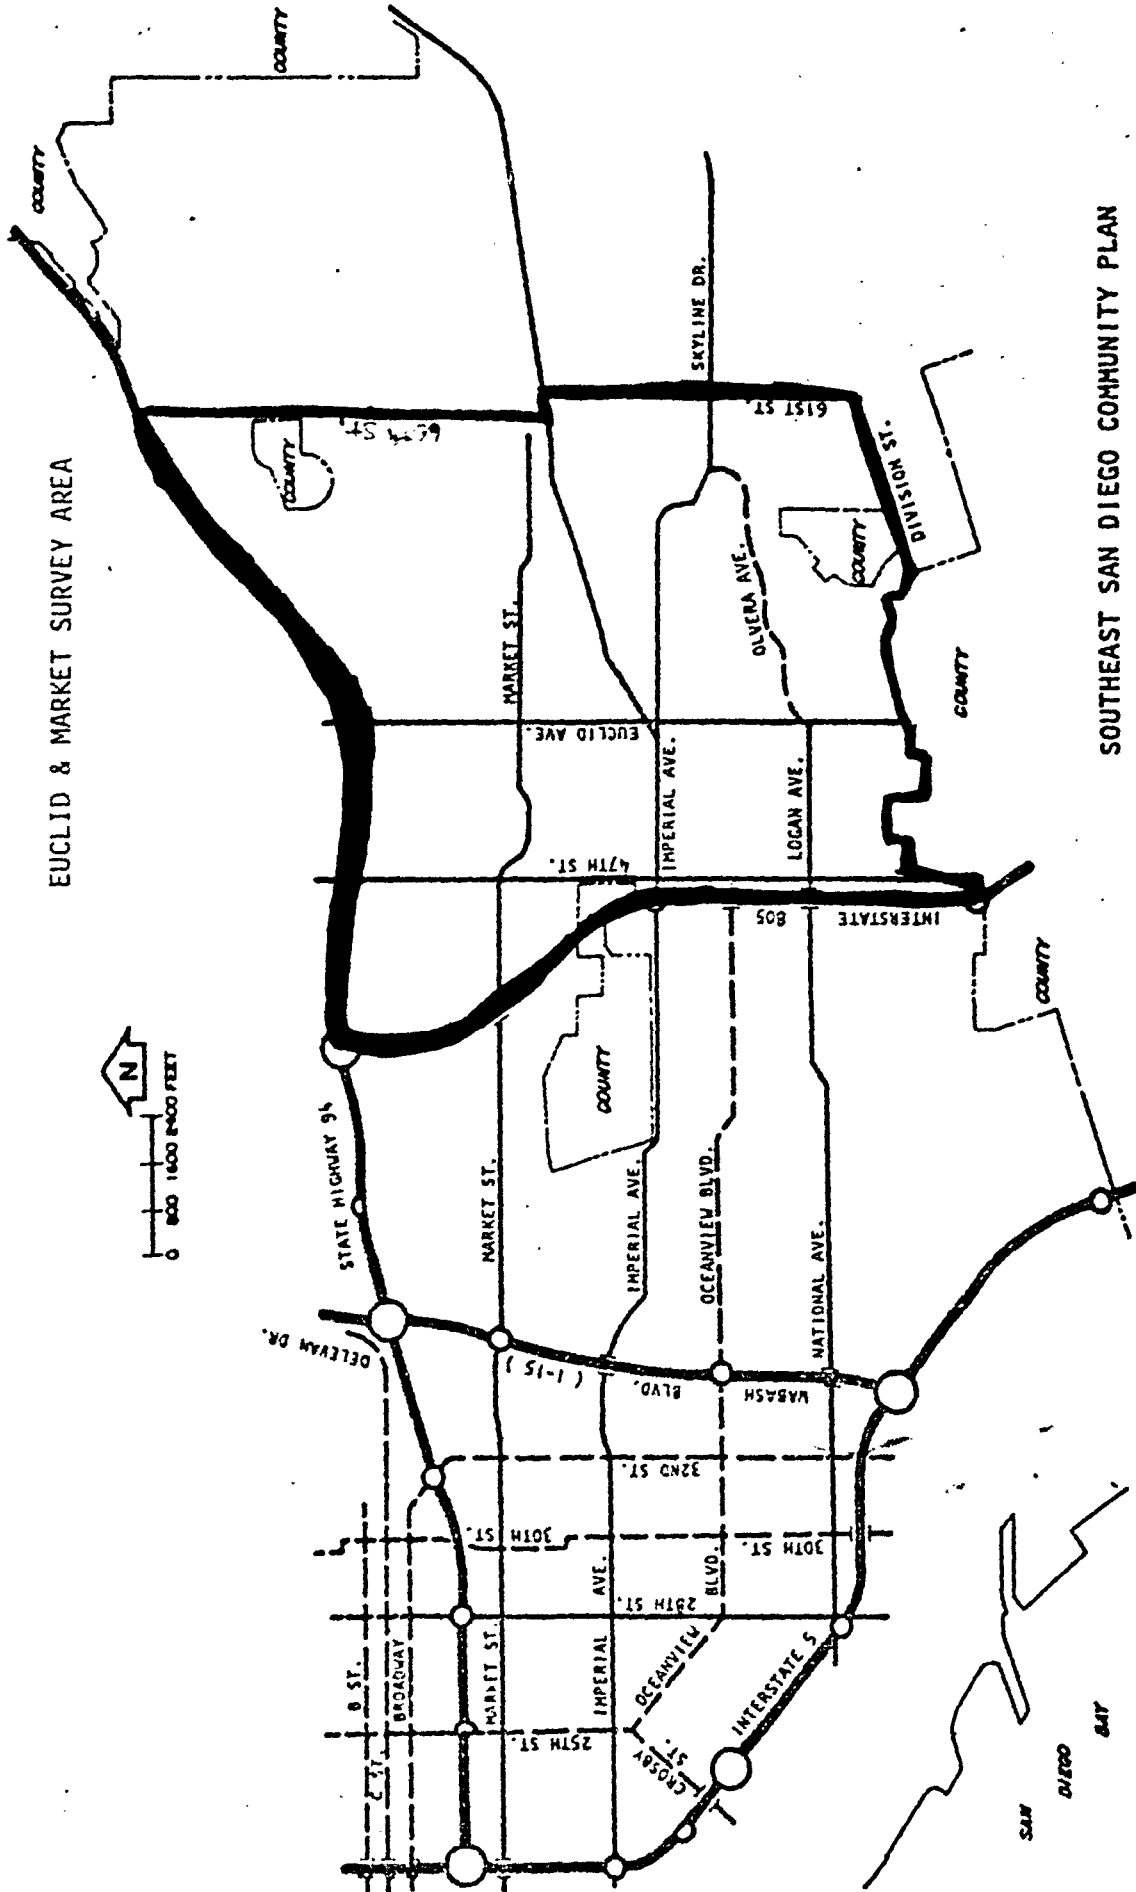 EUCLID & MARKET SURVEY AREA
COUNTY
COUNTY
COUNTY
SKYLINE DR.
61ST ST.
DIVISION ST.
COUNTY
OLVERA AVE.
MARKET ST.
EUCLID AVE.
IMPERIAL AVE.
LOGAN AVE.
47TH ST.
COUNTY
INTERSTATE 805
COUNTY
COUNTY
N
0 800 1600 2400 FEET
STATE HIGHWAY 94
MARKET ST.
IMPERIAL AVE.
OCEANVIEW BLVD.
NATIONAL AVE.
DELEVAN DR.
WABASH BLVD. (I-15)
32ND ST.
30TH ST.
30TH ST.
28TH ST.
B ST.
C ST.
BROADWAY
MARKET ST.
IMPERIAL AVE.
OCEANVIEW BLVD.
25TH ST.
CROSBY ST.
INTERSTATE 5
SAN
DIEGO
BAY
SOUTHEAST SAN DIEGO COMMUNITY PLAN